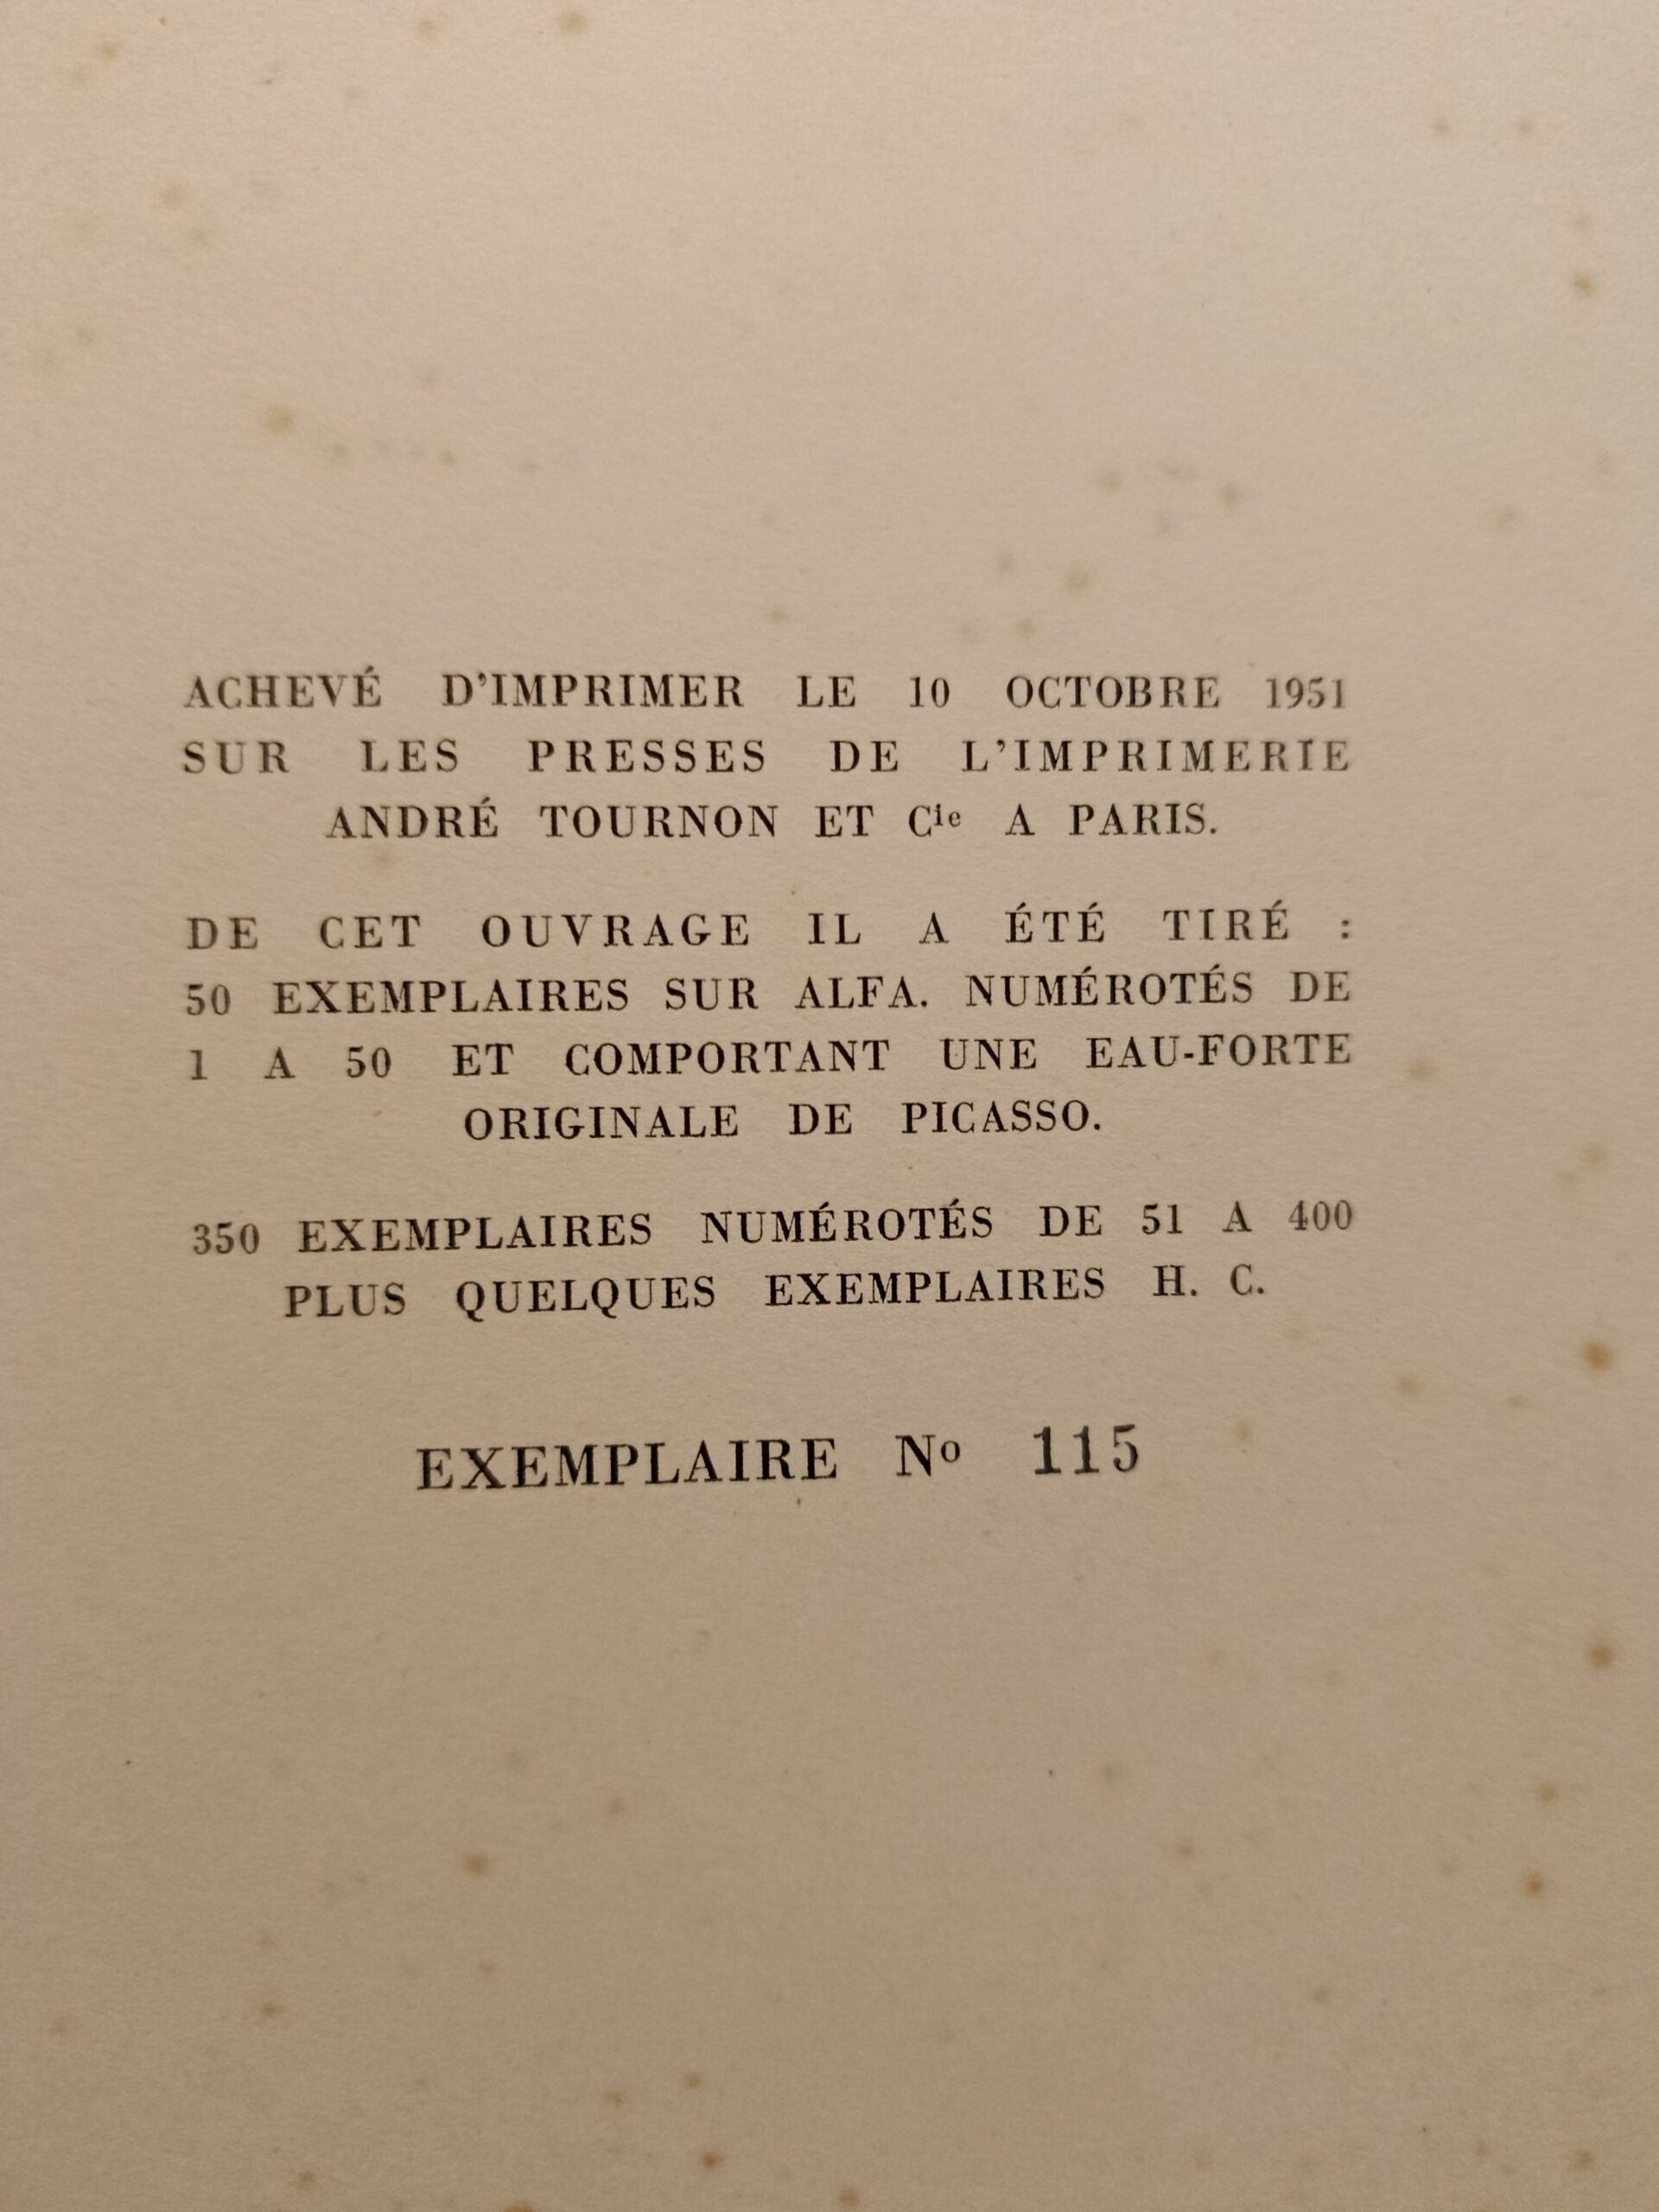 ACHEVÉ D'IMPRIMER LE 10 OCTOBRE 1951
SUR LES PRESSES DE L'IMPRIMERIE
ANDRÉ TOURNON ET Cie A PARIS.
DE CET OUVRAGE IL A ÉTÉ TIRÉ :
50 EXEMPLAIRES SUR ALFA. NUMÉROTÉS DE
1 A 50 ET COMPORTANT UNE EAU-FORTE
ORIGINALE DE PICASSO.
350 EXEMPLAIRES NUMÉROTÉS DE 51 A 400
PLUS QUELQUES EXEMPLAIRES H. C.
EXEMPLAIRE No 115